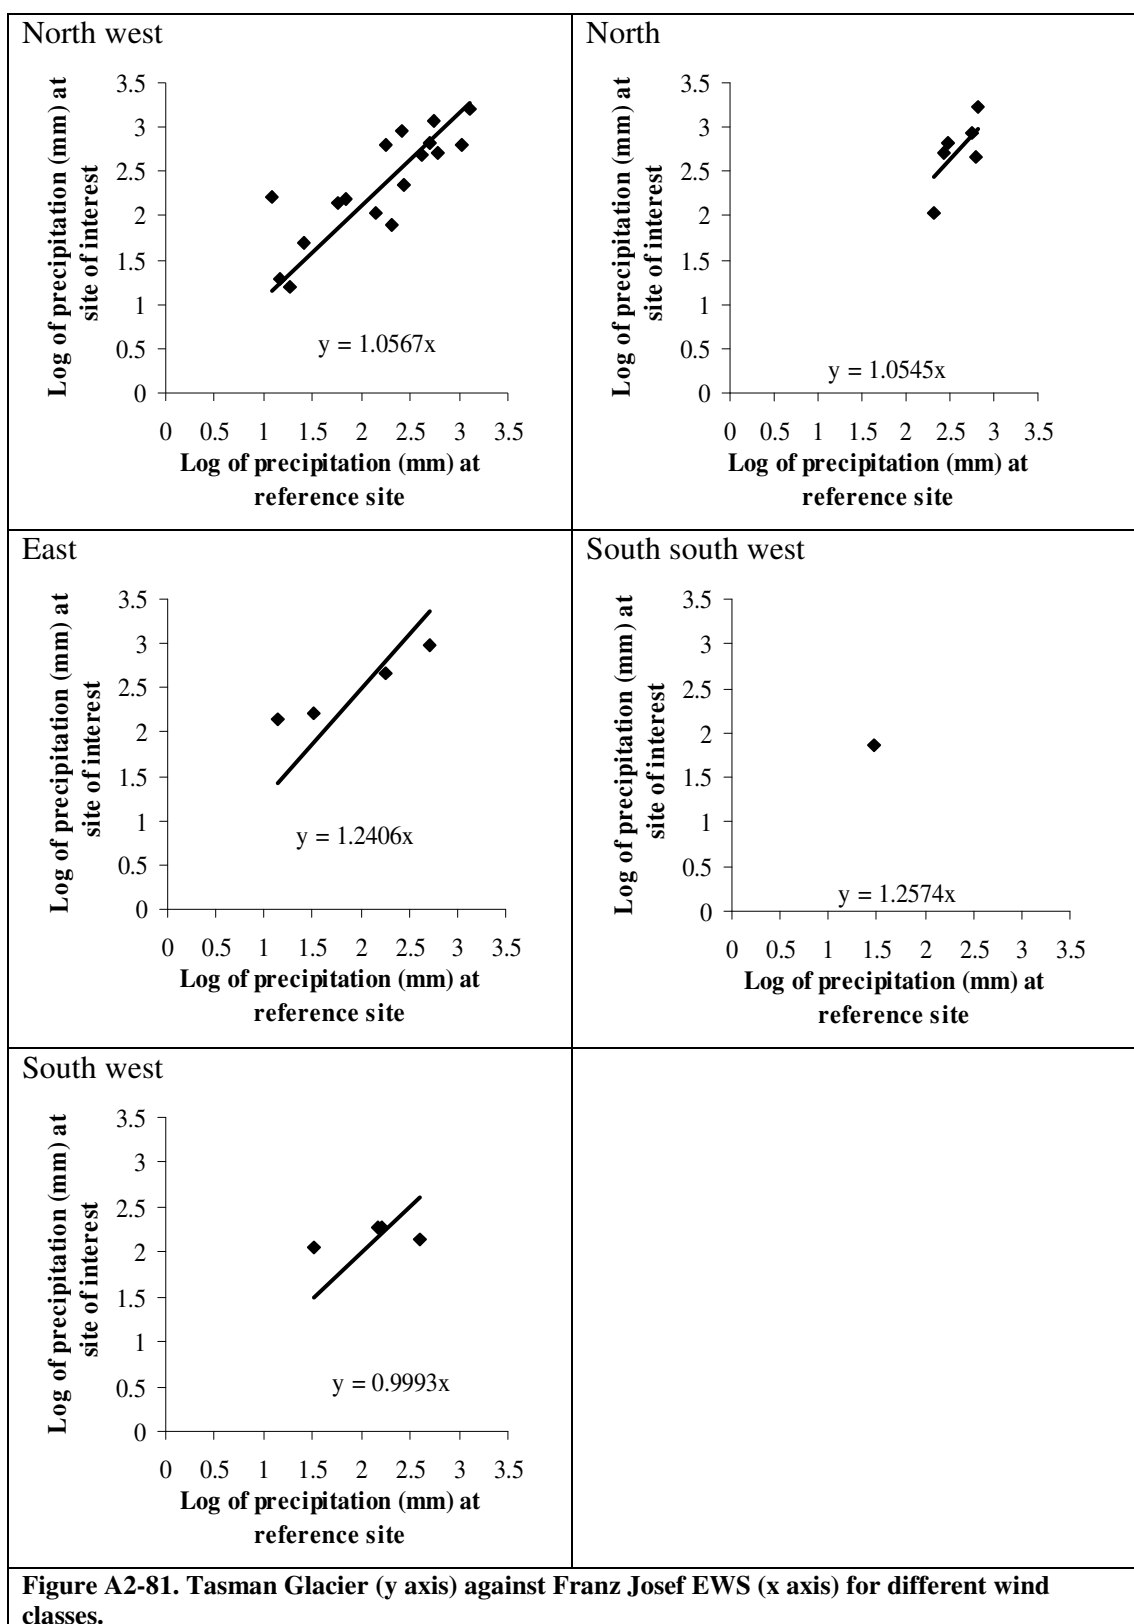 North west
Log of precipitation (mm) at
site of interest
3.5
3
2.5
2
1.5
1
0.5
0
y = 1.0567x
0 0.5 1 1.5 2 2.5 3 3.5
Log of precipitation (mm) at
reference site
North
Log of precipitation (mm) at
site of interest
3.5
3
2.5
2
1.5
1
0.5
0
y = 1.0545x
0 0.5 1 1.5 2 2.5 3 3.5
Log of precipitation (mm) at
reference site
East
Log of precipitation (mm) at
site of interest
3.5
3
2.5
2
1.5
1
0.5
0
y = 1.2406x
0 0.5 1 1.5 2 2.5 3 3.5
Log of precipitation (mm) at
reference site
South south west
Log of precipitation (mm) at
site of interest
3.5
3
2.5
2
1.5
1
0.5
0
y = 1.2574x
0 0.5 1 1.5 2 2.5 3 3.5
Log of precipitation (mm) at
reference site
South west
Log of precipitation (mm) at
site of interest
3.5
3
2.5
2
1.5
1
0.5
0
y = 0.9993x
0 0.5 1 1.5 2 2.5 3 3.5
Log of precipitation (mm) at
reference site
Figure A2-81. Tasman Glacier (y axis) against Franz Josef EWS (x axis) for different wind
classes.